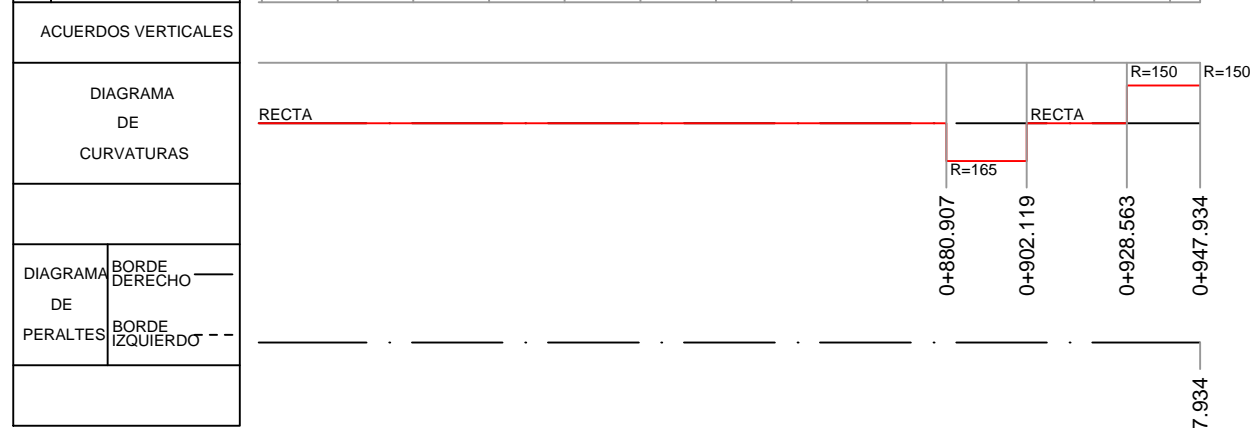 ACUERDOS VERTICALES
DIAGRAMA
DE
CURVATURAS
RECTA
R=165
RECTA
R=150
R=150
0+880.907
0+902.119
0+928.563
0+947.934
DIAGRAMA
DE
PERALTES
BORDE
DERECHO
BORDE
IZQUIERDO
7.934